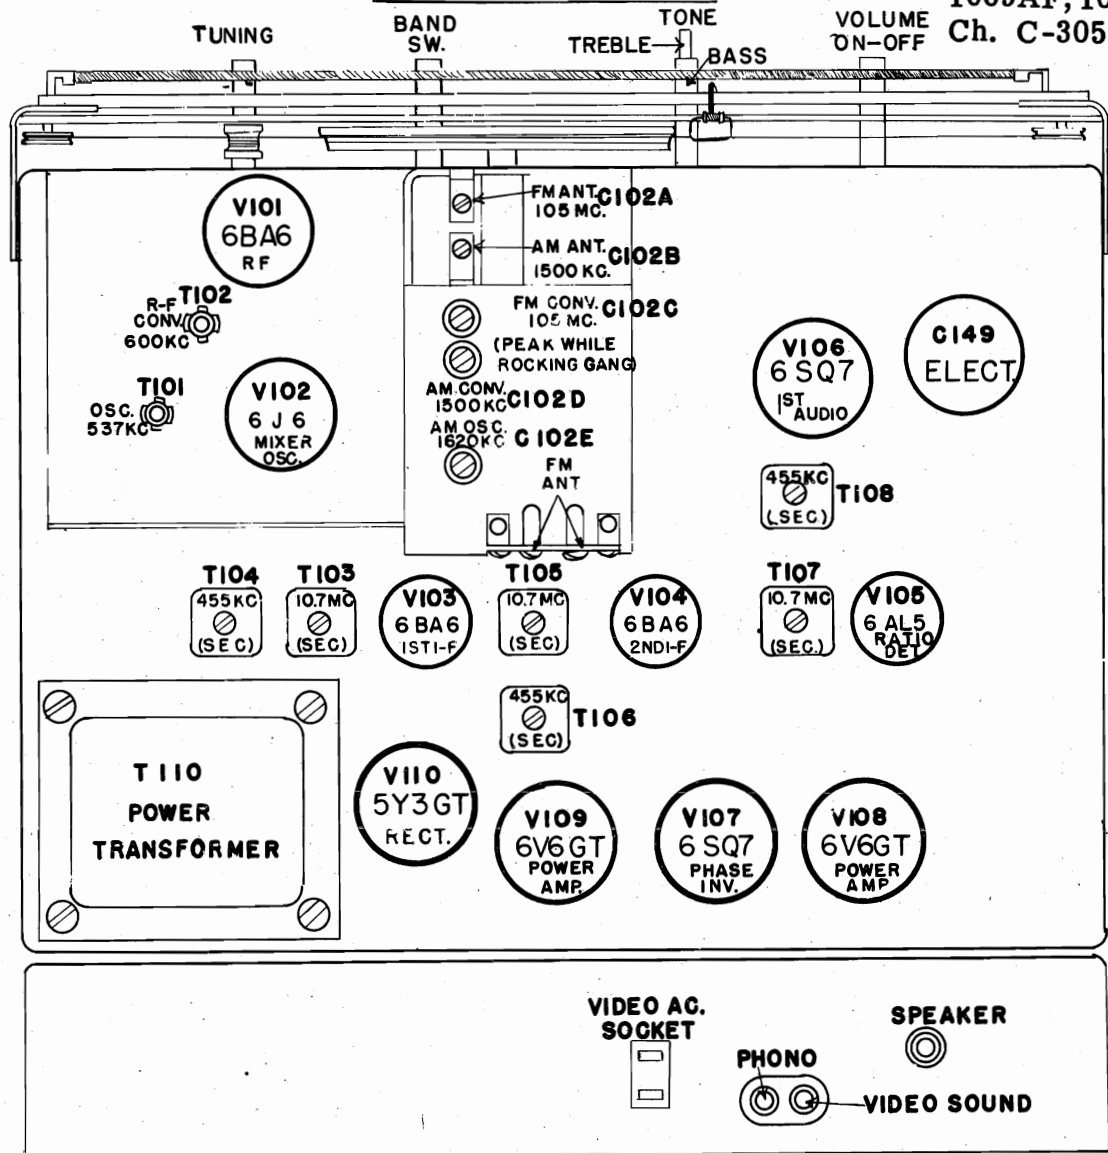 1009AF, 10
Ch. C-305
TUNING
BAND
SW.
TONE
TREBLE
BASS
VOLUME
ON-OFF
V101
6BA6
RF
FM ANT.
105 MC.
C102A
AM ANT.
1500 KC.
C102B
FM CONV.
105 MC.
C102C
(PEAK WHILE
ROCKING GANG)
AM. CONV.
1500 KC
C102D
AM OSC.
1620KC
C102E
FM
ANT
T102
R-F
CONV.
600KC
T101
OSC.
537KC
V102
6J6
MIXER
OSC.
V106
6SQ7
1ST
AUDIO
C149
ELECT.
455KC
(SEC)
T108
T104
455KC
(SEC)
T103
10.7MC
(SEC)
V103
6BA6
1ST I-F
T105
10.7MC
(SEC)
V104
6BA6
2ND I-F
T107
10.7MC
(SEC.)
V105
6AL5
RATIO
DET.
455KC
(SEC)
T106
T110
POWER
TRANSFORMER
V110
5Y3GT
RECT.
V109
6V6GT
POWER
AMP.
V107
6SQ7
PHASE
INV.
V108
6V6GT
POWER
AMP
VIDEO AC.
SOCKET
SPEAKER
PHONO
VIDEO SOUND